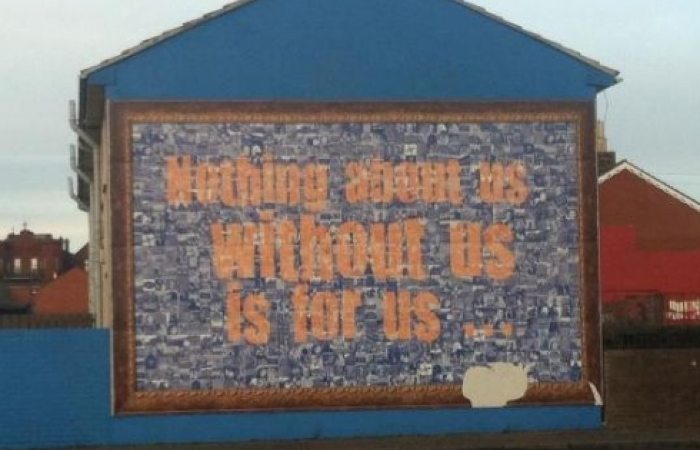 Nothing about us
without us
is for us ...